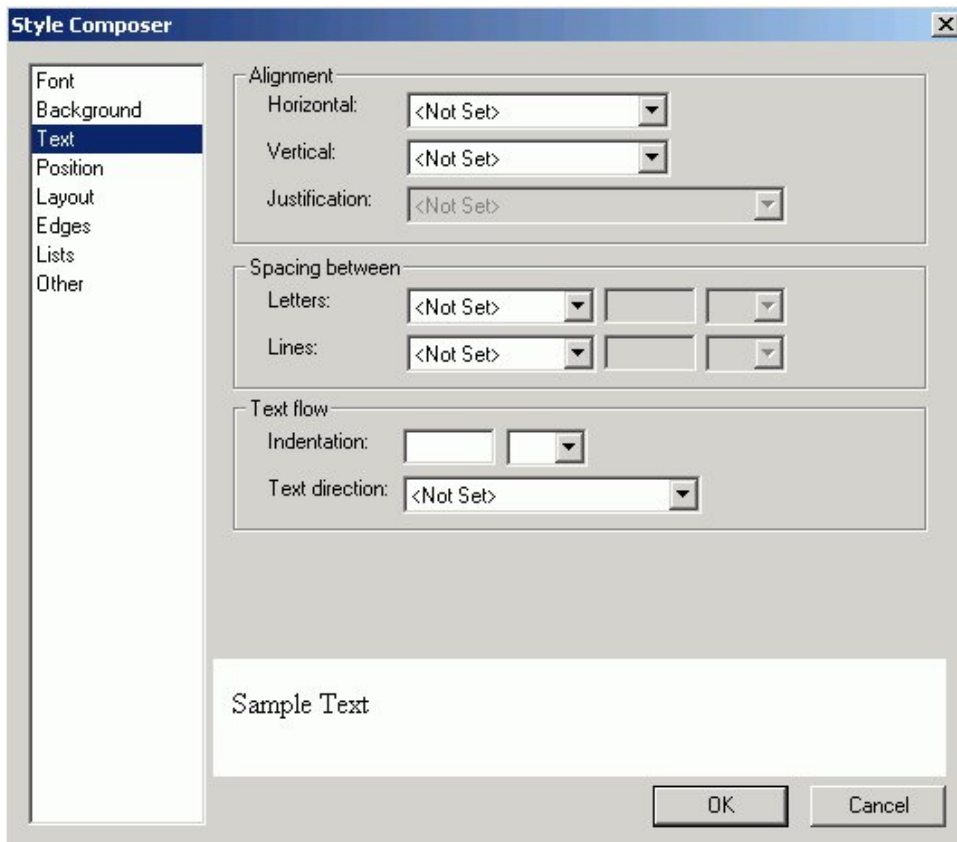 Style Composer
Font
Background
Text
Position
Layout
Edges
Lists
Other
Alignment
Horizontal: <Not Set>
Vertical: <Not Set>
Justification: <Not Set>
Spacing between
Letters: <Not Set>
Lines: <Not Set>
Text flow
Indentation:
Text direction: <Not Set>
Sample Text
OK Cancel